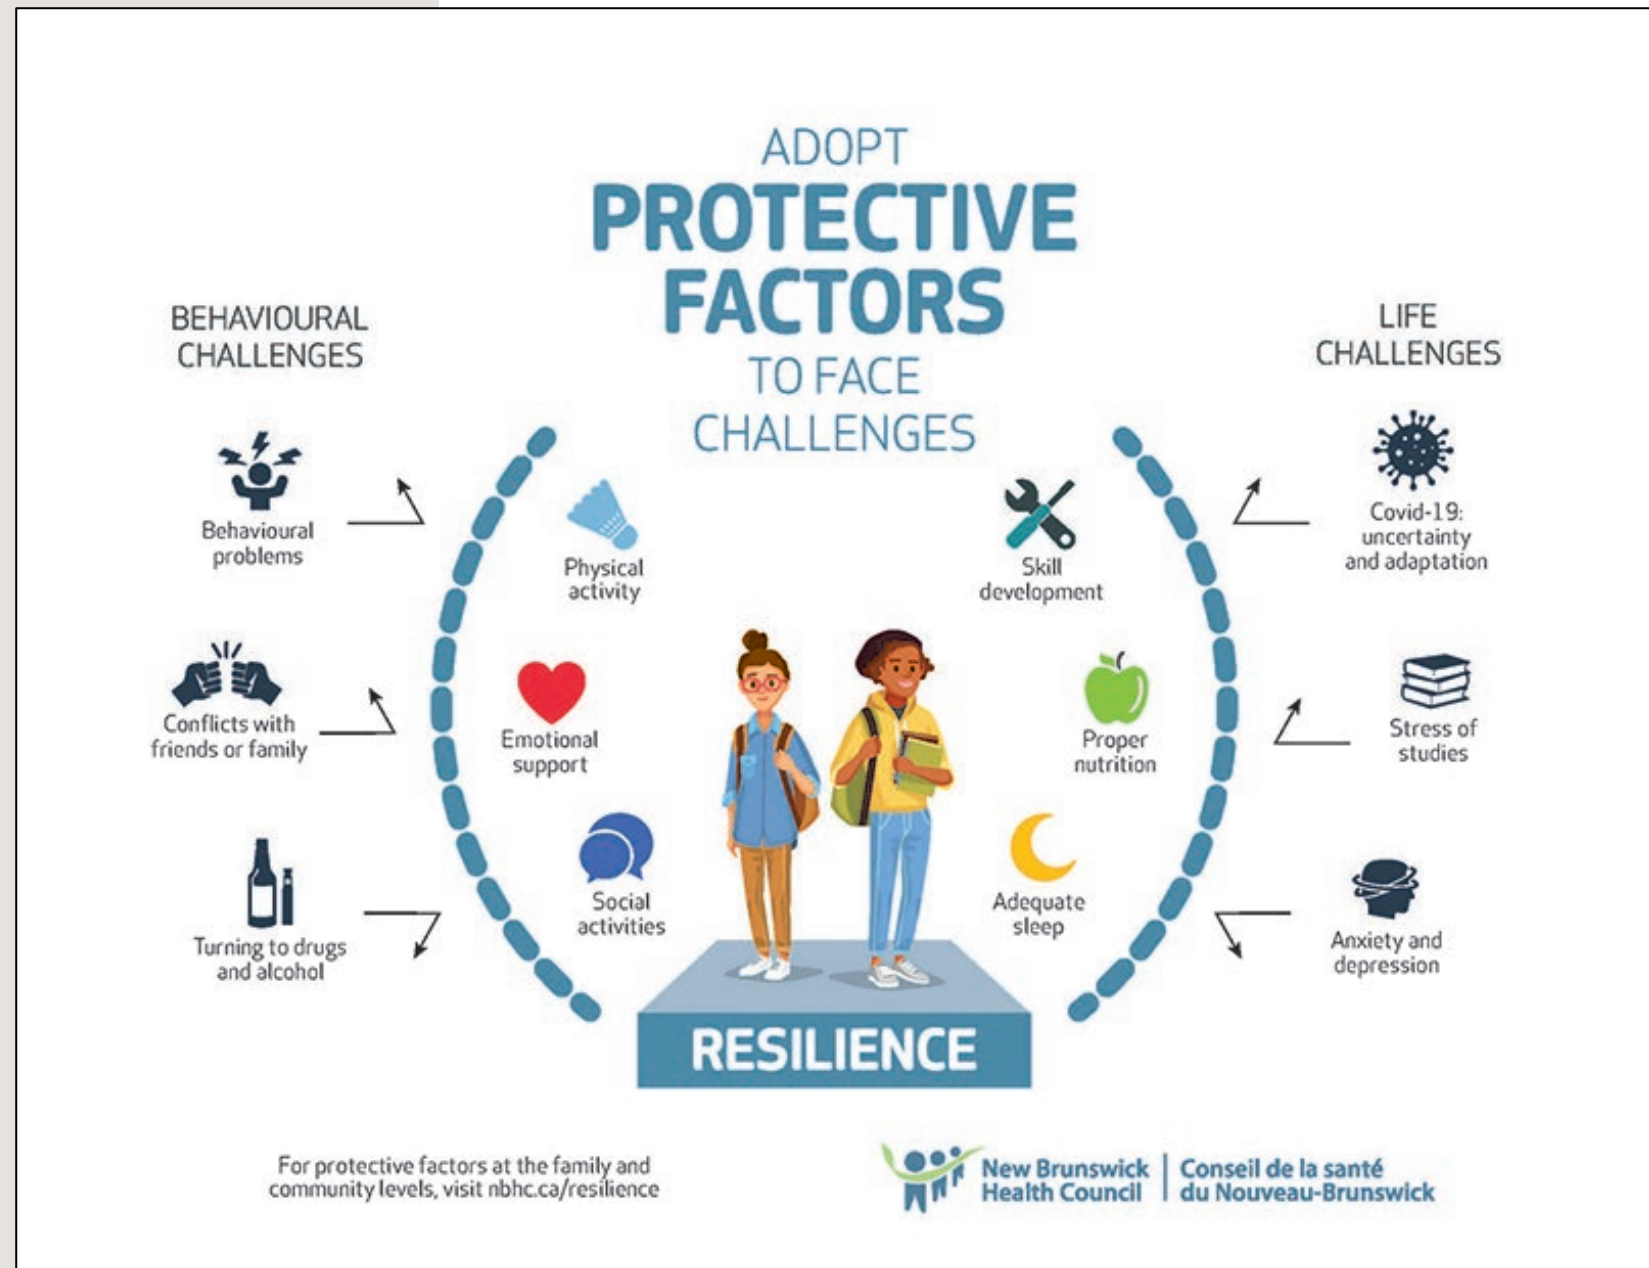 ADOPT
PROTECTIVE
FACTORS
TO FACE
CHALLENGES
BEHAVIOURAL
CHALLENGES
Behavioural
problems
Conflicts with
friends or family
Turning to drugs
and alcohol
Physical
activity
Emotional
support
Social
activities
Skill
development
Proper
nutrition
Adequate
sleep
LIFE
CHALLENGES
Covid-19:
uncertainty
and adaptation
Stress of
studies
Anxiety and
depression
RESILIENCE
For protective factors at the family and
community levels, visit nbhc.ca/resilience
New Brunswick
Health Council
Conseil de la santé
du Nouveau-Brunswick